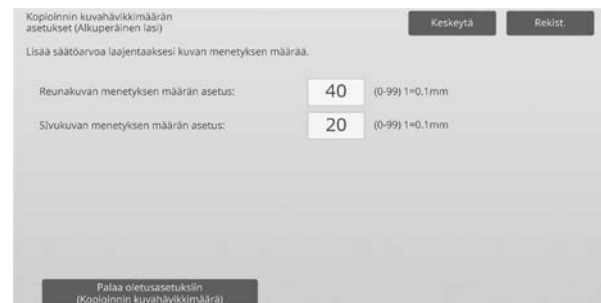 Kopioinnin kuvahävikkimäärän
asetukset (Alkuperäinen lasi)
Keskeytä
Rekist.
Lisää säätöarvoa laajentaaksesi kuvan menetyksen määrää.
Reunakuvan menetyksen määrän asetus: 40 (0-99) 1=0.1mm
SIvukuvan menetyksen määrän asetus: 20 (0-99) 1=0.1mm
Palaa oletusasetuksiin
(Kopioinnin kuvahävikkimäärä)